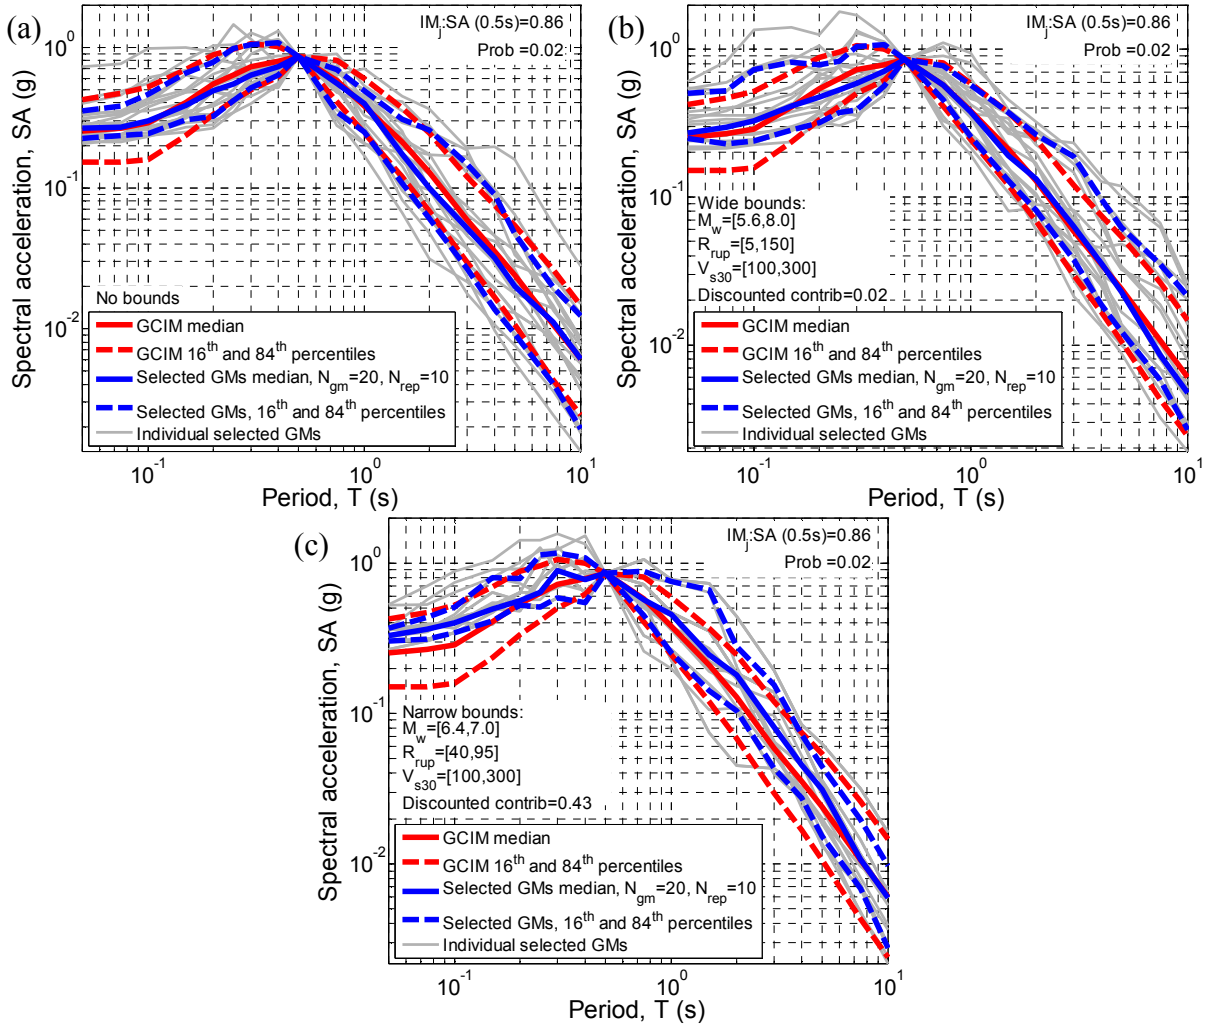 (a)
IMj:SA (0.5s)=0.86
Prob =0.02
10^0
10^-1
10^-2
Spectral acceleration, SA (g)
No bounds
GCIM median
GCIM 16th and 84th percentiles
Selected GMs median, Ngm=20, Nrep=10
Selected GMs, 16th and 84th percentiles
Individual selected GMs
10^-1
10^0
10^1
Period, T (s)
(b)
IMj:SA (0.5s)=0.86
Prob =0.02
10^0
10^-1
10^-2
Spectral acceleration, SA (g)
Wide bounds:
Mw=[5.6,8.0]
Rrup=[5,150]
Vs30=[100,300]
Discounted contrib=0.02
GCIM median
GCIM 16th and 84th percentiles
Selected GMs median, Ngm=20, Nrep=10
Selected GMs, 16th and 84th percentiles
Individual selected GMs
10^-1
10^0
10^1
Period, T (s)
(c)
IMj:SA (0.5s)=0.86
Prob =0.02
10^0
10^-1
10^-2
Spectral acceleration, SA (g)
Narrow bounds:
Mw=[6.4,7.0]
Rrup=[40,95]
Vs30=[100,300]
Discounted contrib=0.43
GCIM median
GCIM 16th and 84th percentiles
Selected GMs median, Ngm=20, Nrep=10
Selected GMs, 16th and 84th percentiles
Individual selected GMs
10^-1
10^0
10^1
Period, T (s)